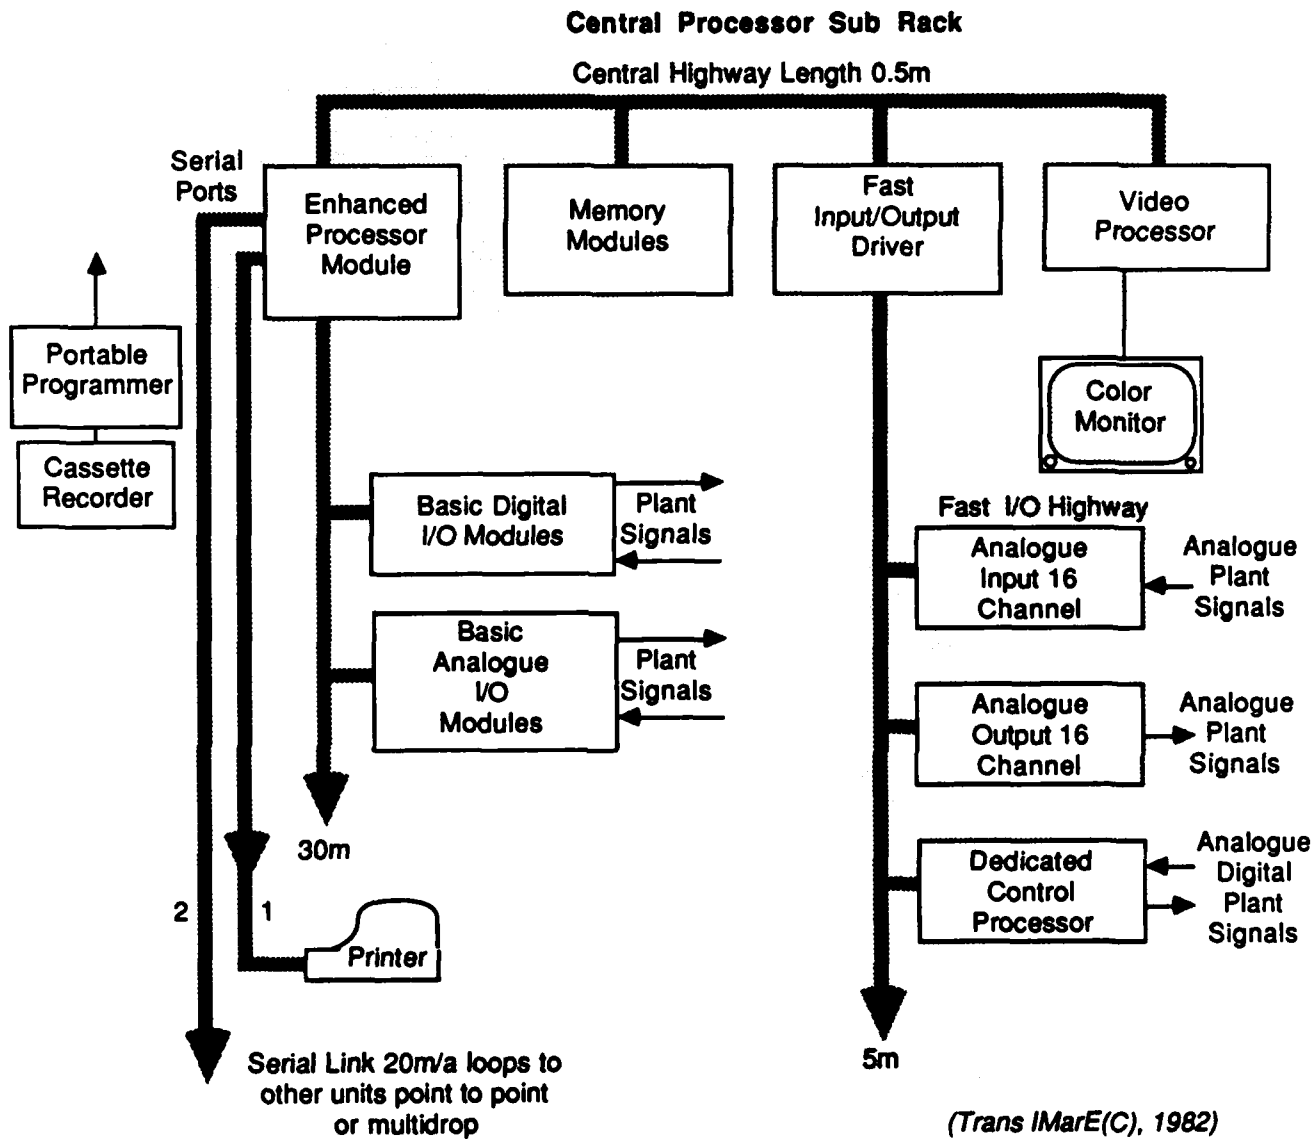 Central Processor Sub Rack
Central Highway Length 0.5m
Serial
Ports
Enhanced
Processor
Module
Memory
Modules
Fast
Input/Output
Driver
Video
Processor
Portable
Programmer
Cassette
Recorder
Color
Monitor
Basic Digital
I/O Modules
Plant
Signals
Basic
Analogue
I/O
Modules
Plant
Signals
Fast I/O Highway
Analogue
Input 16
Channel
Analogue
Plant
Signals
Analogue
Output 16
Channel
Analogue
Plant
Signals
Dedicated
Control
Processor
Analogue
Digital
Plant
Signals
30m
2
1
Printer
5m
Serial Link 20m/a loops to
other units point to point
or multidrop
(Trans IMarE(C), 1982)